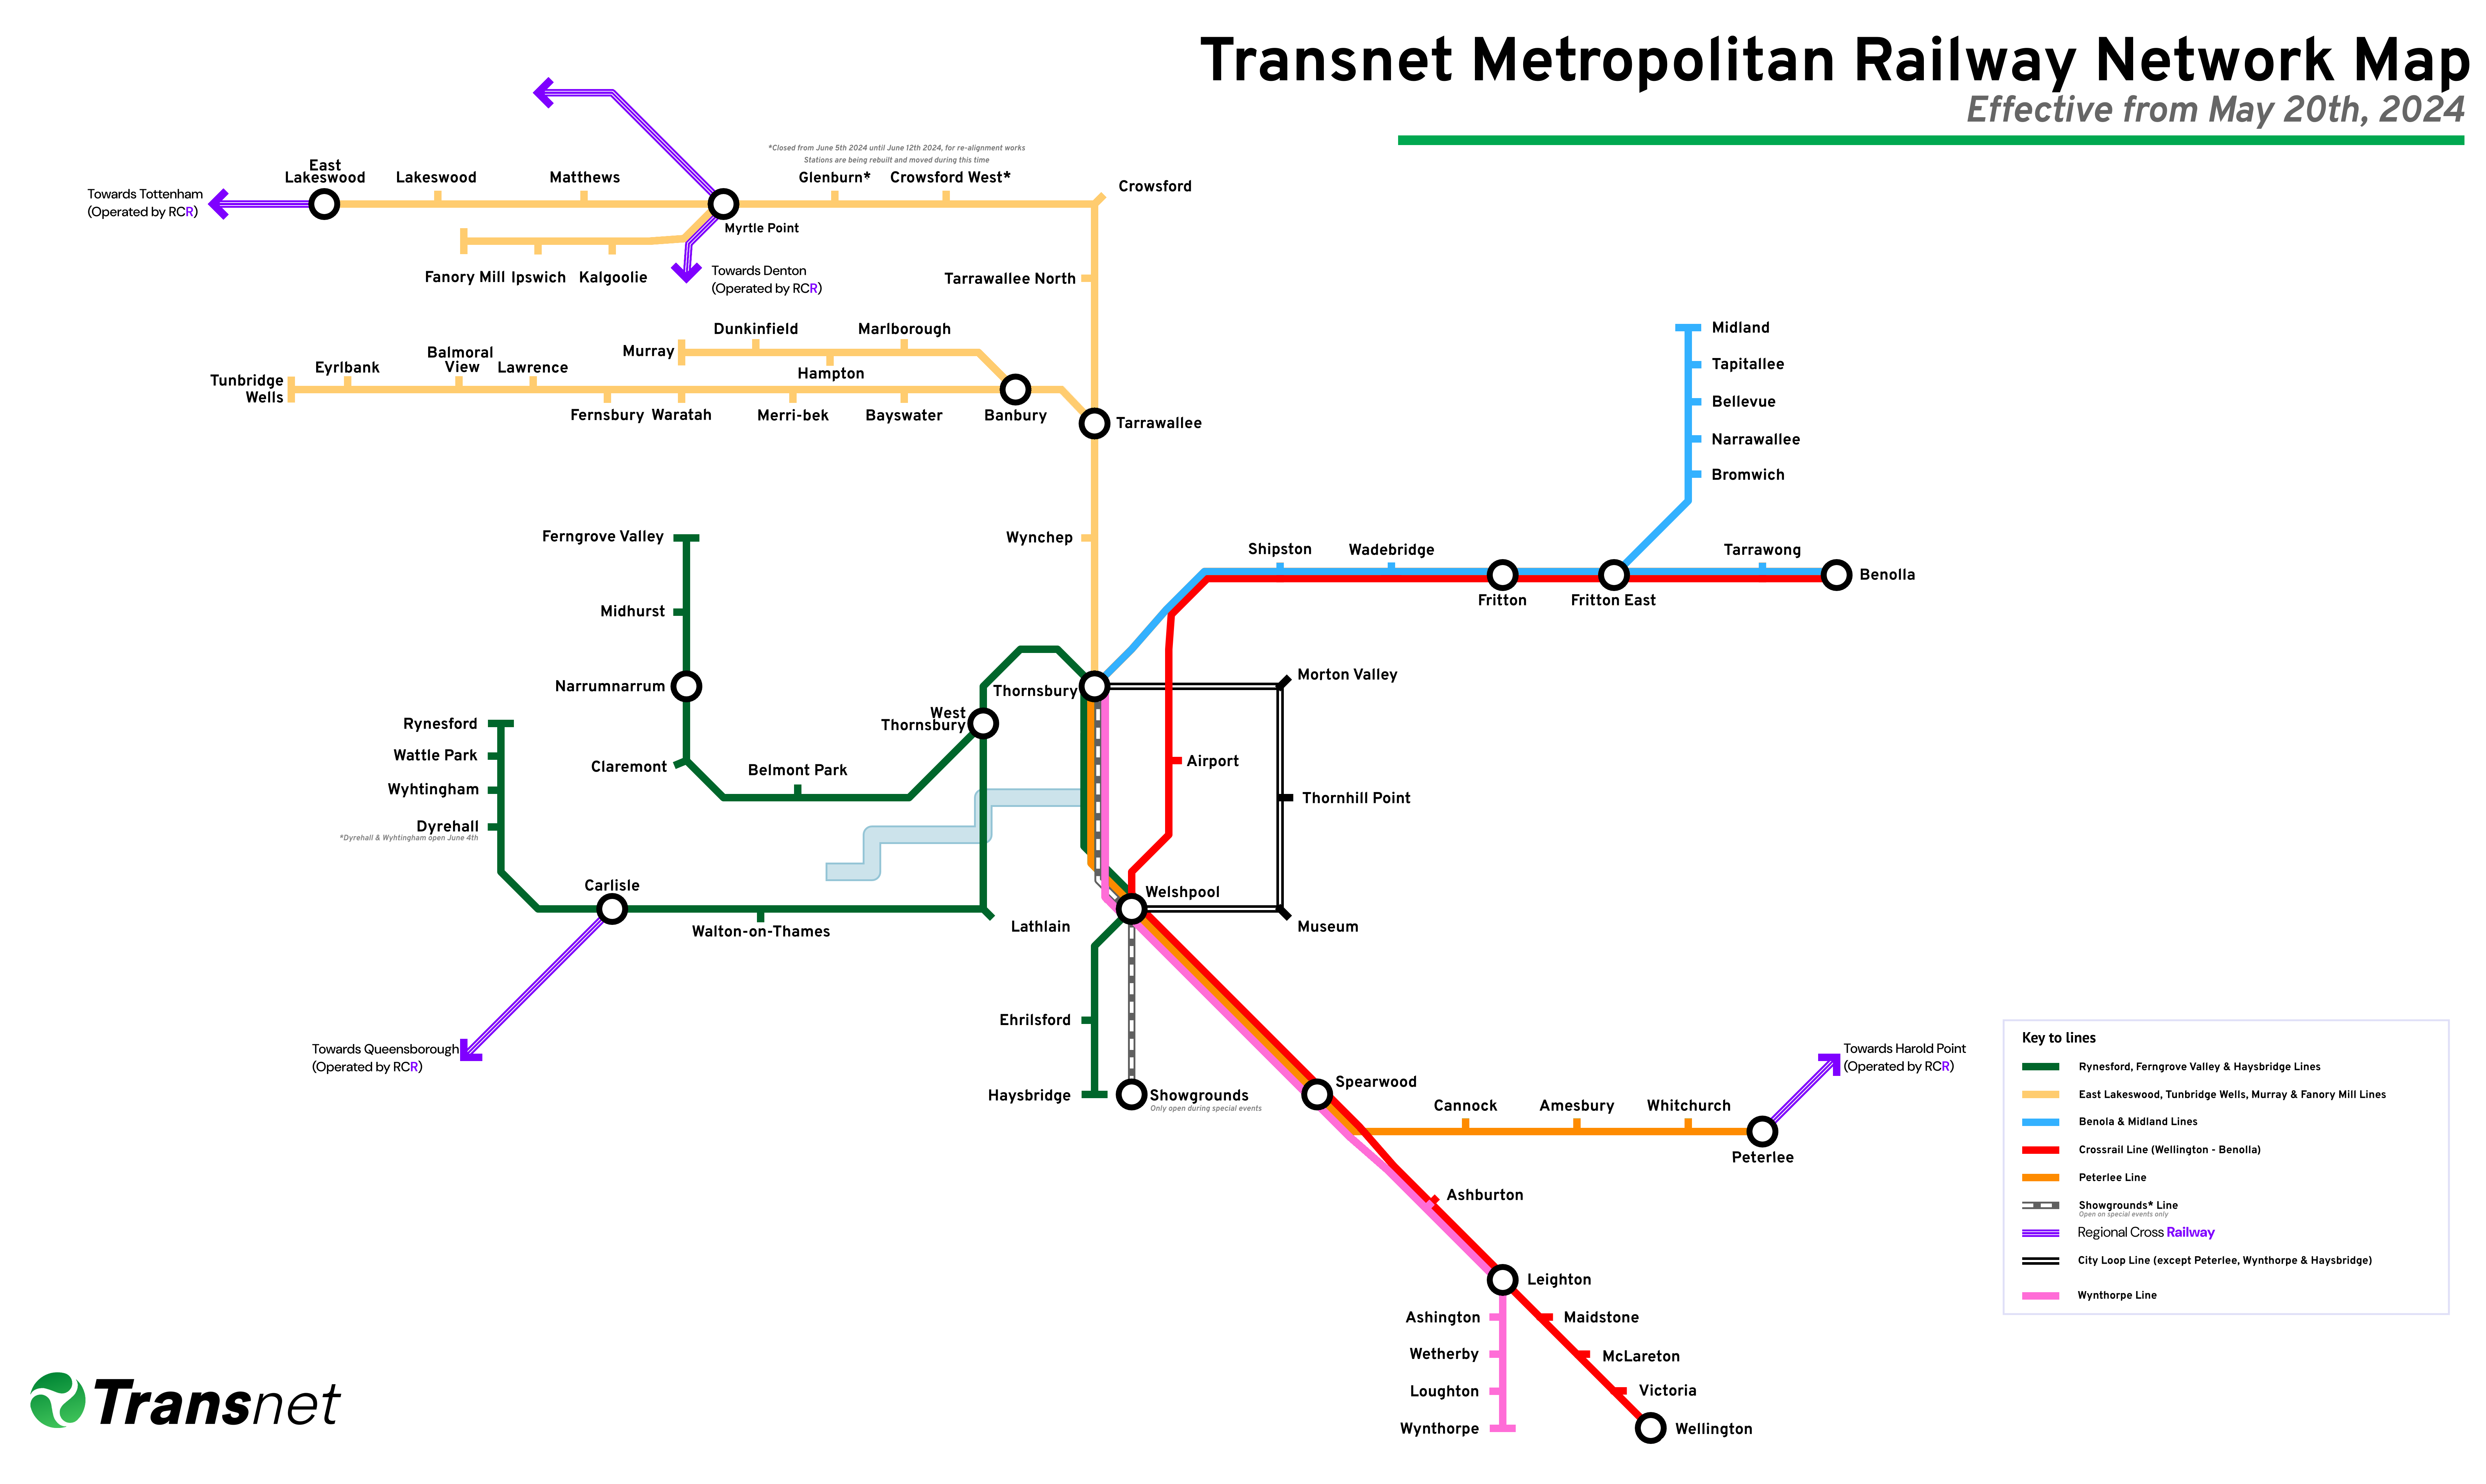 Transnet Metropolitan Railway Network Map
Effective from May 20th, 2024
*Closed from June 5th 2024 until June 12th 2024, for re-alignment works
Stations are being rebuilt and moved during this time
East
Lakeswood
Lakeswood
Matthews
Glenburn*
Crowsford West*
Crowsford
Towards Tottenham
(Operated by RCR)
Myrtle Point
Fanory Mill
Ipswich
Kalgoolie
Towards Denton
(Operated by RCR)
Tarrawallee North
Murray
Dunkinfield
Marlborough
Hampton
Tunbridge
Wells
Eyrlbank
Balmoral
View
Lawrence
Fernsbury
Waratah
Merri-bek
Bayswater
Banbury
Tarrawallee
Midland
Tapitallee
Bellevue
Narrawallee
Bromwich
Wynchep
Shipston
Wadebridge
Fritton
Fritton East
Tarrawong
Benolla
Ferngrove Valley
Midhurst
Narrumnarrum
Claremont
Belmont Park
West
Thornsbury
Thornsbury
Morton Valley
Airport
Thornhill Point
Museum
Welshpool
Rynesford
Wattle Park
Wyhtingham
Dyrehall
*Dyrehall & Wyhtingham open June 4th
Carlisle
Walton-on-Thames
Lathlain
Towards Queensborough
(Operated by RCR)
Ehrilsford
Haysbridge
Showgrounds
Only open during special events
Spearwood
Cannock
Amesbury
Whitchurch
Peterlee
Towards Harold Point
(Operated by RCR)
Ashburton
Leighton
Ashington
Wetherby
Loughton
Wynthorpe
Maidstone
McLareton
Victoria
Wellington
Key to lines
Rynesford, Ferngrove Valley & Haysbridge Lines
East Lakeswood, Tunbridge Wells, Murray & Fanory Mill Lines
Benola & Midland Lines
Crossrail Line (Wellington - Benolla)
Peterlee Line
Showgrounds* Line
Open on special events only
Regional Cross Railway
City Loop Line (except Peterlee, Wynthorpe & Haysbridge)
Wynthorpe Line
Transnet